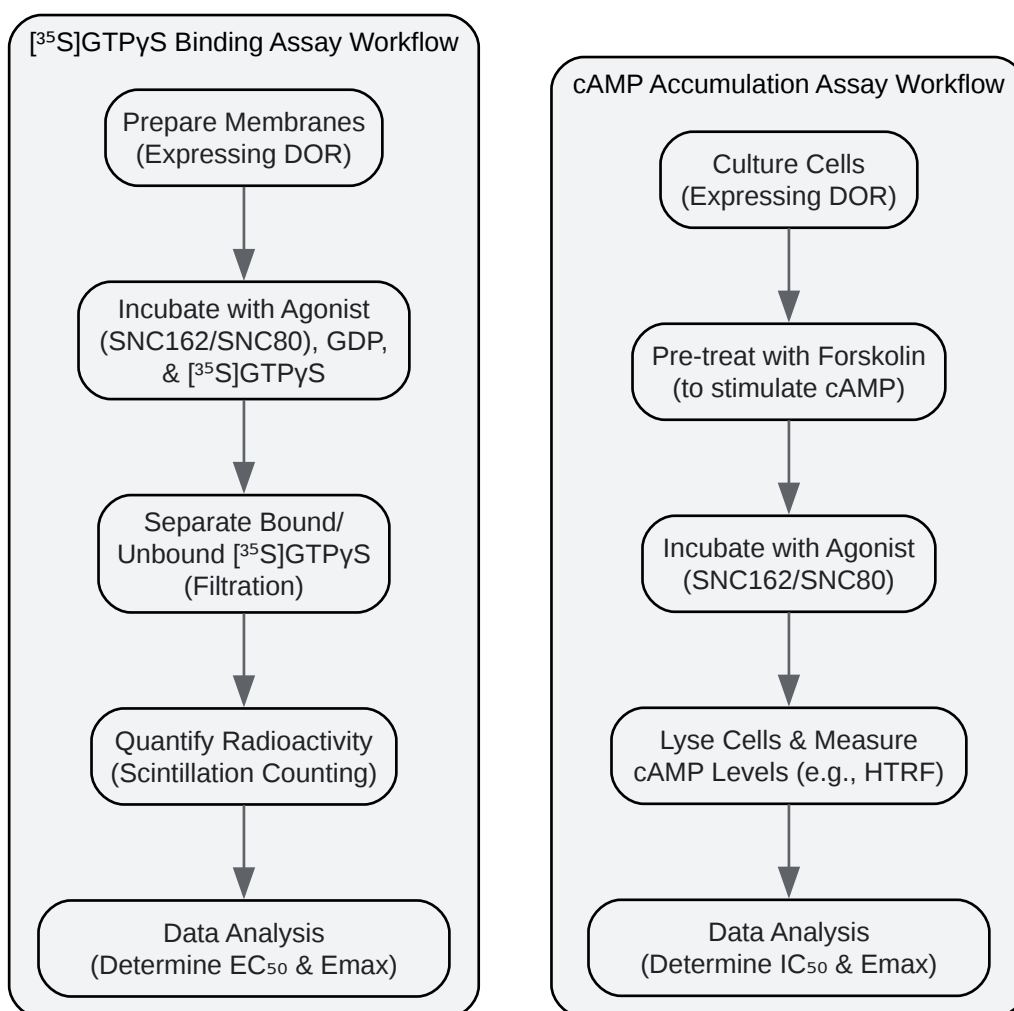 [³⁵S]GTPγS Binding Assay Workflow
Prepare Membranes
(Expressing DOR)
Incubate with Agonist
(SNC162/SNC80), GDP,
& [³⁵S]GTPγS
Separate Bound/
Unbound [³⁵S]GTPγS
(Filtration)
Quantify Radioactivity
(Scintillation Counting)
Data Analysis
(Determine EC₅₀ & Emax)
cAMP Accumulation Assay Workflow
Culture Cells
(Expressing DOR)
Pre-treat with Forskolin
(to stimulate cAMP)
Incubate with Agonist
(SNC162/SNC80)
Lyse Cells & Measure
cAMP Levels (e.g., HTRF)
Data Analysis
(Determine IC₅₀ & Emax)